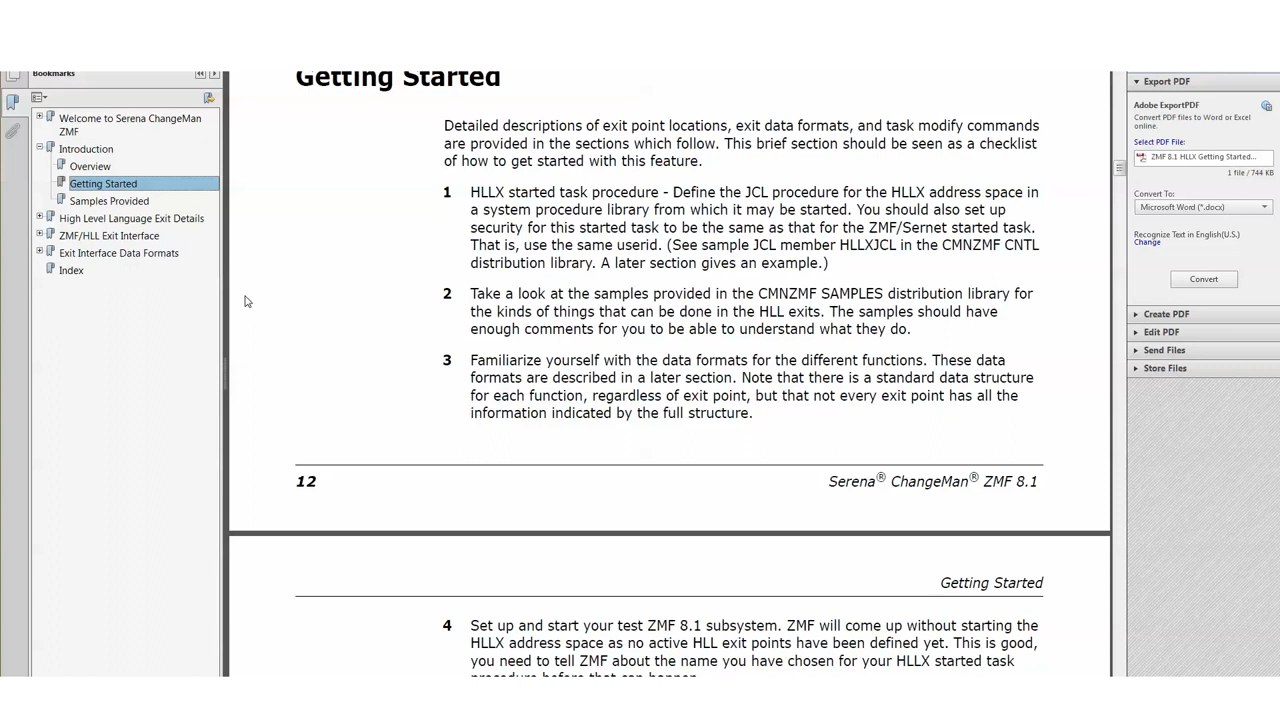 Bookmarks
Welcome to Serena ChangeMan
ZMF
Introduction
Overview
Getting Started
Samples Provided
High Level Language Exit Details
ZMF/HLL Exit Interface
Exit Interface Data Formats
Index
Getting Started
Detailed descriptions of exit point locations, exit data formats, and task modify commands
are provided in the sections which follow. This brief section should be seen as a checklist
of how to get started with this feature.
1 HLLX started task procedure - Define the JCL procedure for the HLLX address space in
a system procedure library from which it may be started. You should also set up
security for this started task to be the same as that for the ZMF/Sernet started task.
That is, use the same userid. (See sample JCL member HLLXJCL in the CMNZMF CNTL
distribution library. A later section gives an example.)
2 Take a look at the samples provided in the CMNZMF SAMPLES distribution library for
the kinds of things that can be done in the HLL exits. The samples should have
enough comments for you to be able to understand what they do.
3 Familiarize yourself with the data formats for the different functions. These data
formats are described in a later section. Note that there is a standard data structure
for each function, regardless of exit point, but that not every exit point has all the
information indicated by the full structure.
12 Serena® ChangeMan® ZMF 8.1
Getting Started
4 Set up and start your test ZMF 8.1 subsystem. ZMF will come up without starting the
HLLX address space as no active HLL exit points have been defined yet. This is good,
you need to tell ZMF about the name you have chosen for your HLLX started task
procedure before that can happen.
Export PDF
Adobe ExportPDF
Convert PDF files to Word or Excel
online.
Select PDF File:
ZMF 8.1 HLLX Getting Started...
1 file / 744 KB
Convert To:
Microsoft Word (*.docx)
Recognize Text in English(U.S.)
Change
Convert
Create PDF
Edit PDF
Send Files
Store Files